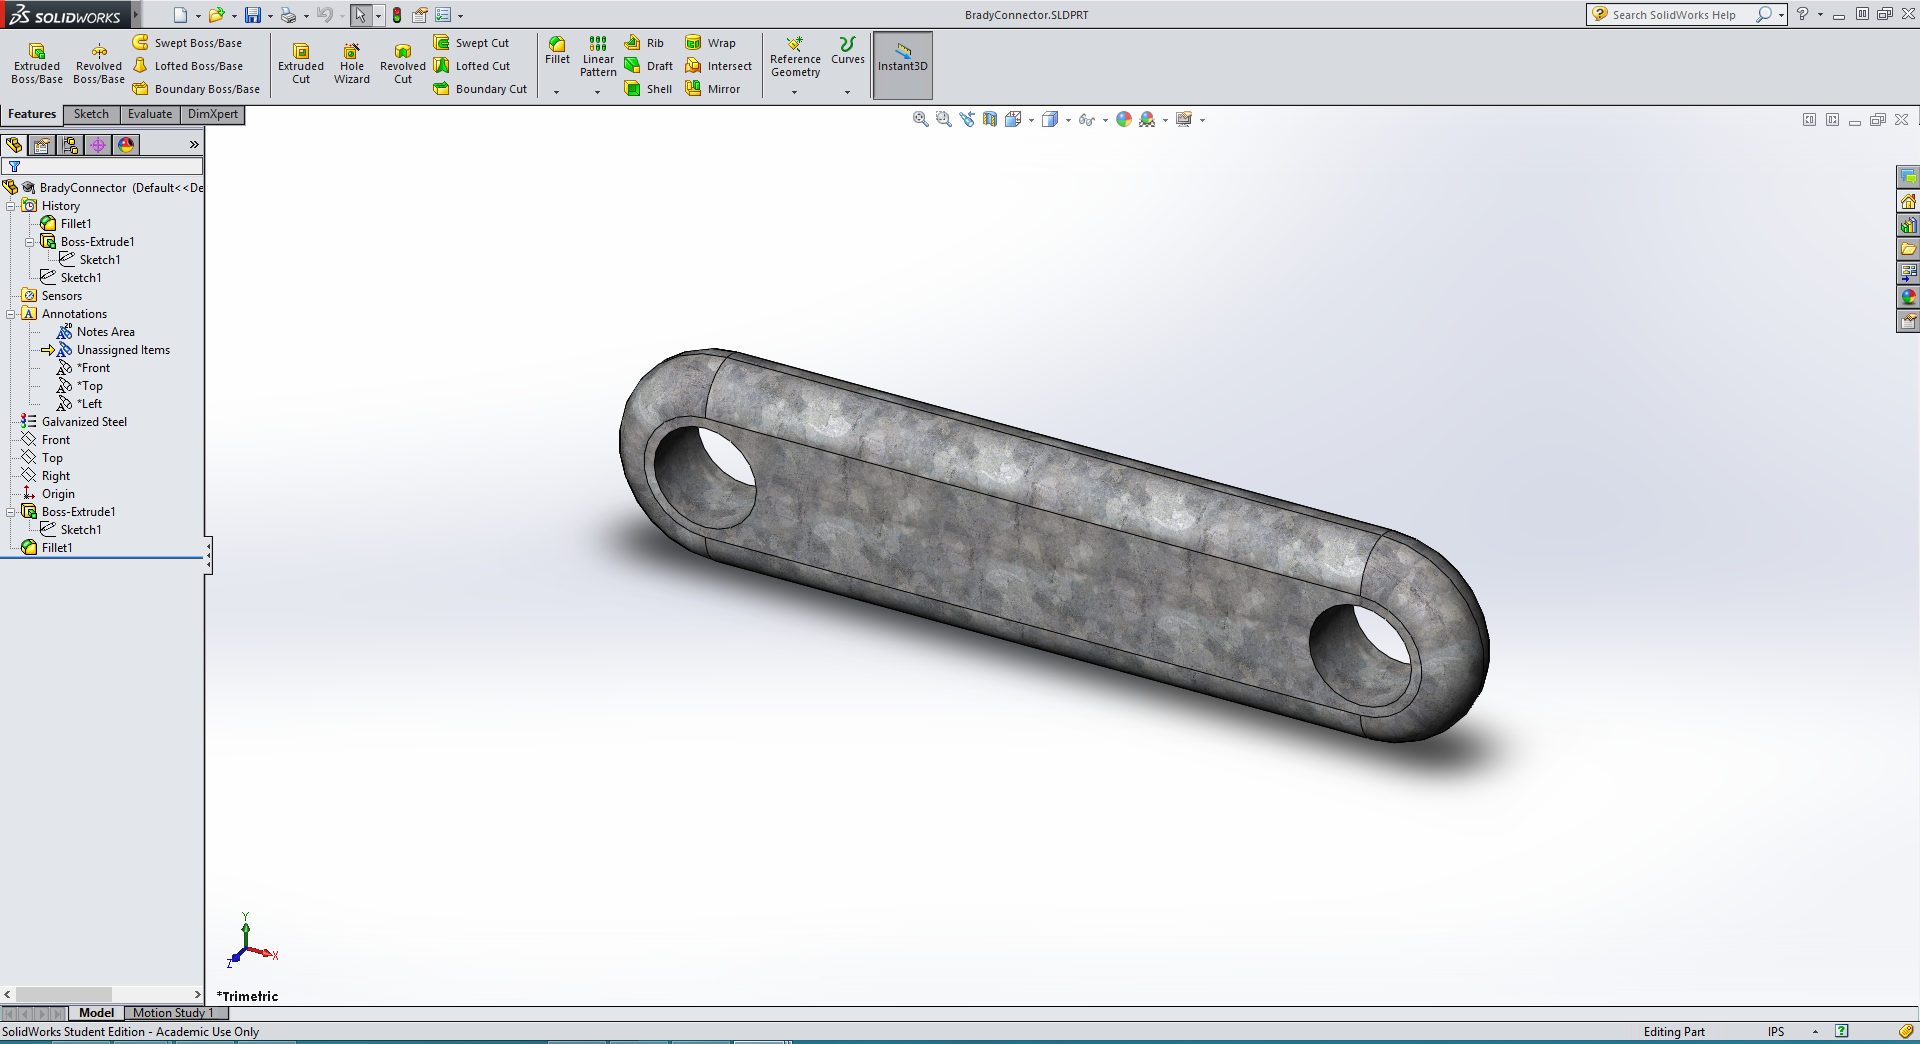 SOLIDWORKS
BradyConnector.SLDPRT
Search SolidWorks Help
Extruded Boss/Base
Revolved Boss/Base
Swept Boss/Base
Lofted Boss/Base
Boundary Boss/Base
Extruded Cut
Hole Wizard
Revolved Cut
Swept Cut
Lofted Cut
Boundary Cut
Fillet
Linear Pattern
Rib
Draft
Shell
Wrap
Intersect
Mirror
Reference Geometry
Curves
Instant3D
Features Sketch Evaluate DimXpert
BradyConnector (Default<<De
History
Fillet1
Boss-Extrude1
Sketch1
Sketch1
Sensors
Annotations
Notes Area
Unassigned Items
*Front
*Top
*Left
Galvanized Steel
Front
Top
Right
Origin
Boss-Extrude1
Sketch1
Fillet1
Y
X
Z
*Trimetric
Model Motion Study 1
SolidWorks Student Edition - Academic Use Only
Editing Part
IPS